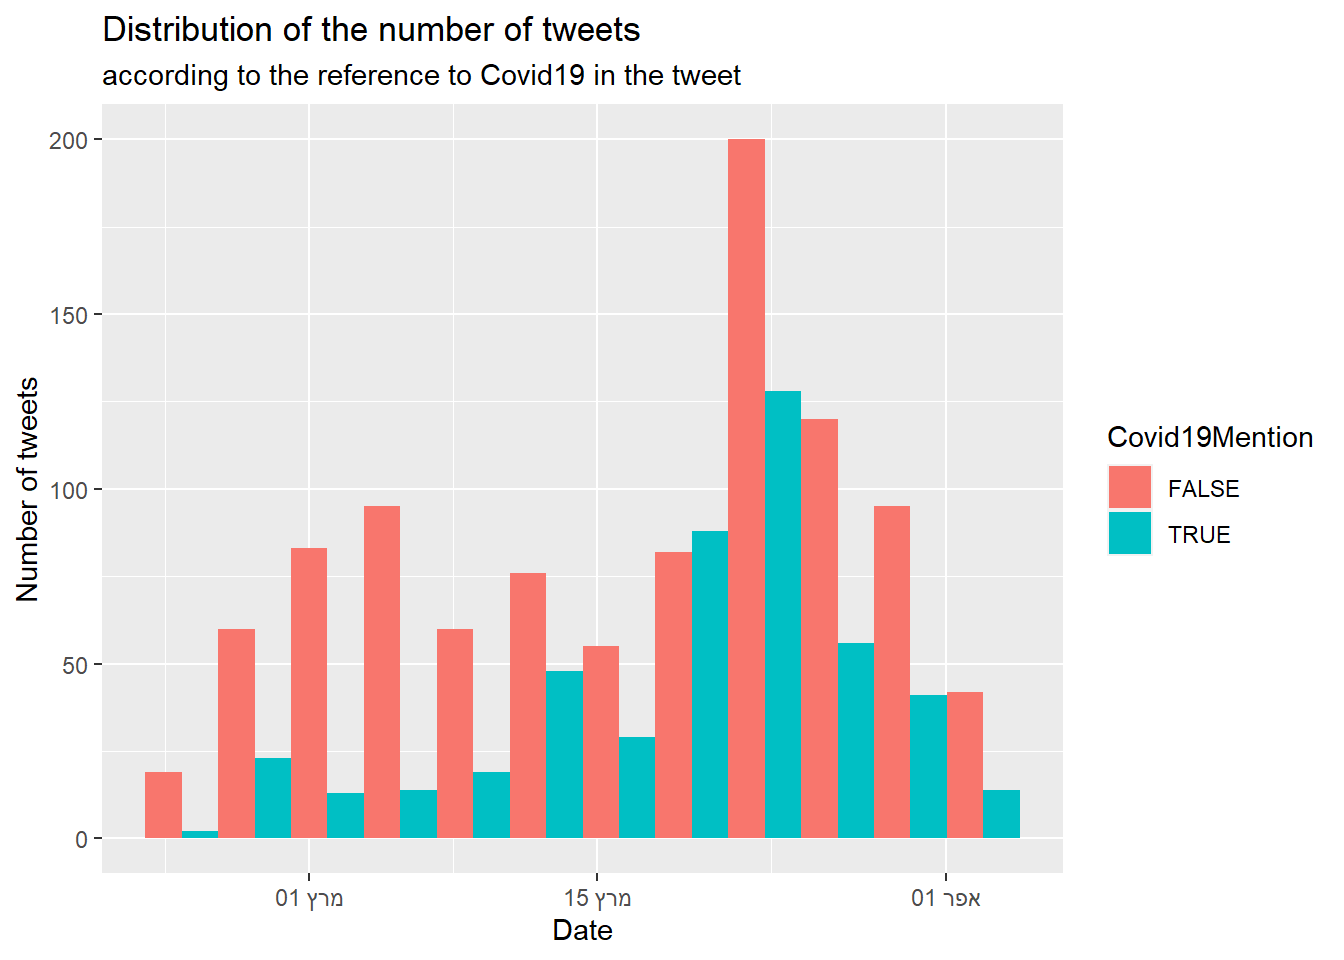 Distribution of the number of tweets
according to the reference to Covid19 in the tweet
Number of tweets
200
150
100
50
0
01 מרץ
15 מרץ
01 אפר
Date
Covid19Mention
FALSE
TRUE